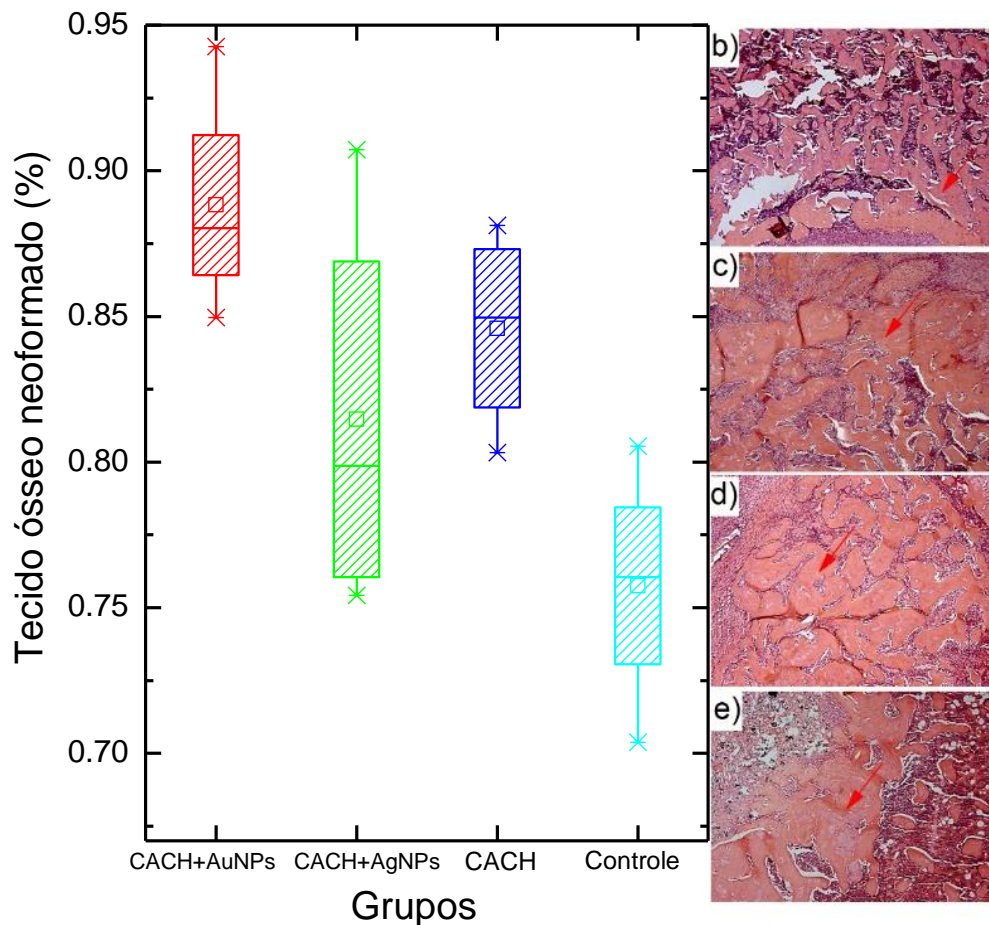 Tecido ósseo neoformado (%)
0.95
0.90
0.85
0.80
0.75
0.70
CACH+AuNPs CACH+AgNPs CACH Controle
Grupos
b)
c)
d)
e)